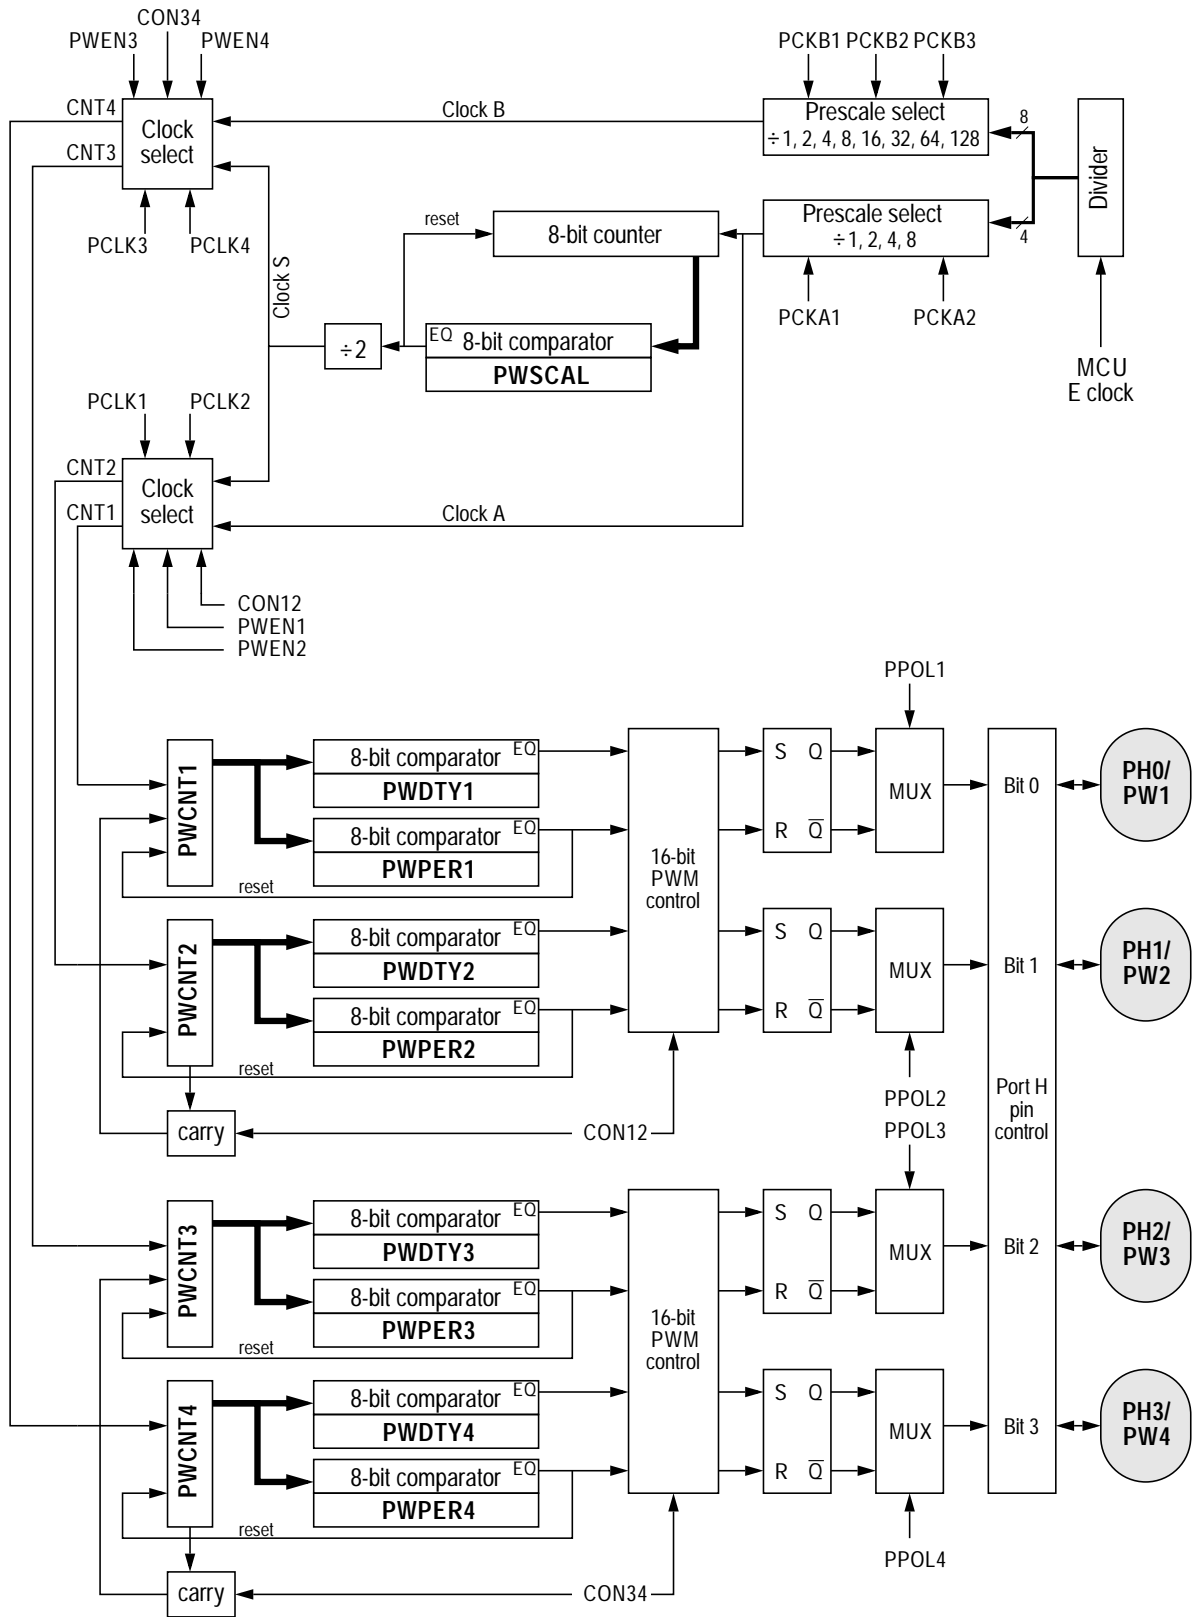 CON34
PWEN3
PWEN4
PCKB1 PCKB2 PCKB3
CNT4
Clock B
Prescale select
÷ 1, 2, 4, 8, 16, 32, 64, 128
8
Clock
select
CNT3
Divider
PCLK3
PCLK4
reset
8-bit counter
Prescale select
÷ 1, 2, 4, 8
4
Clock S
PCKA1
PCKA2
÷ 2
EQ
8-bit comparator
PWSCAL
MCU
E clock
PCLK1
PCLK2
CNT2
Clock
select
CNT1
Clock A
CON12
PWEN1
PWEN2
PPOL1
PWCNT1
8-bit comparator
EQ
PWDTY1
8-bit comparator
EQ
PWPER1
reset
16-bit
PWM
control
S Q
R Q̅
MUX
Bit 0
PH0/
PW1
PWCNT2
8-bit comparator
EQ
PWDTY2
8-bit comparator
EQ
PWPER2
reset
S Q
R Q̅
MUX
Bit 1
PH1/
PW2
PPOL2
Port H
pin
control
carry
CON12
PPOL3
PWCNT3
8-bit comparator
EQ
PWDTY3
8-bit comparator
EQ
PWPER3
reset
16-bit
PWM
control
S Q
R Q̅
MUX
Bit 2
PH2/
PW3
PWCNT4
8-bit comparator
EQ
PWDTY4
8-bit comparator
EQ
PWPER4
reset
S Q
R Q̅
MUX
Bit 3
PH3/
PW4
PPOL4
carry
CON34